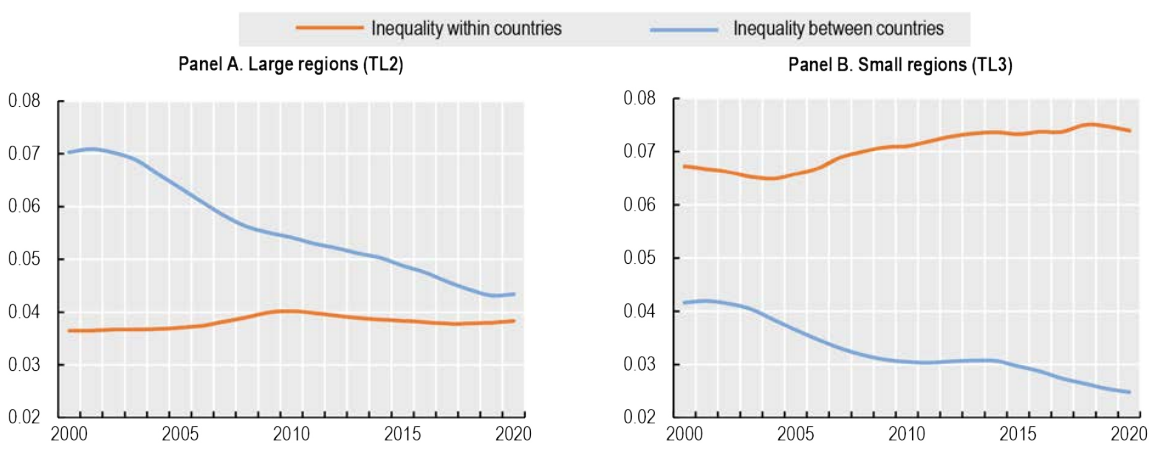 Inequality within countries
Inequality between countries
Panel A. Large regions (TL2)
0.08
0.07
0.06
0.05
0.04
0.03
0.02
2000 2005 2010 2015 2020
Panel B. Small regions (TL3)
0.08
0.07
0.06
0.05
0.04
0.03
0.02
2000 2005 2010 2015 2020